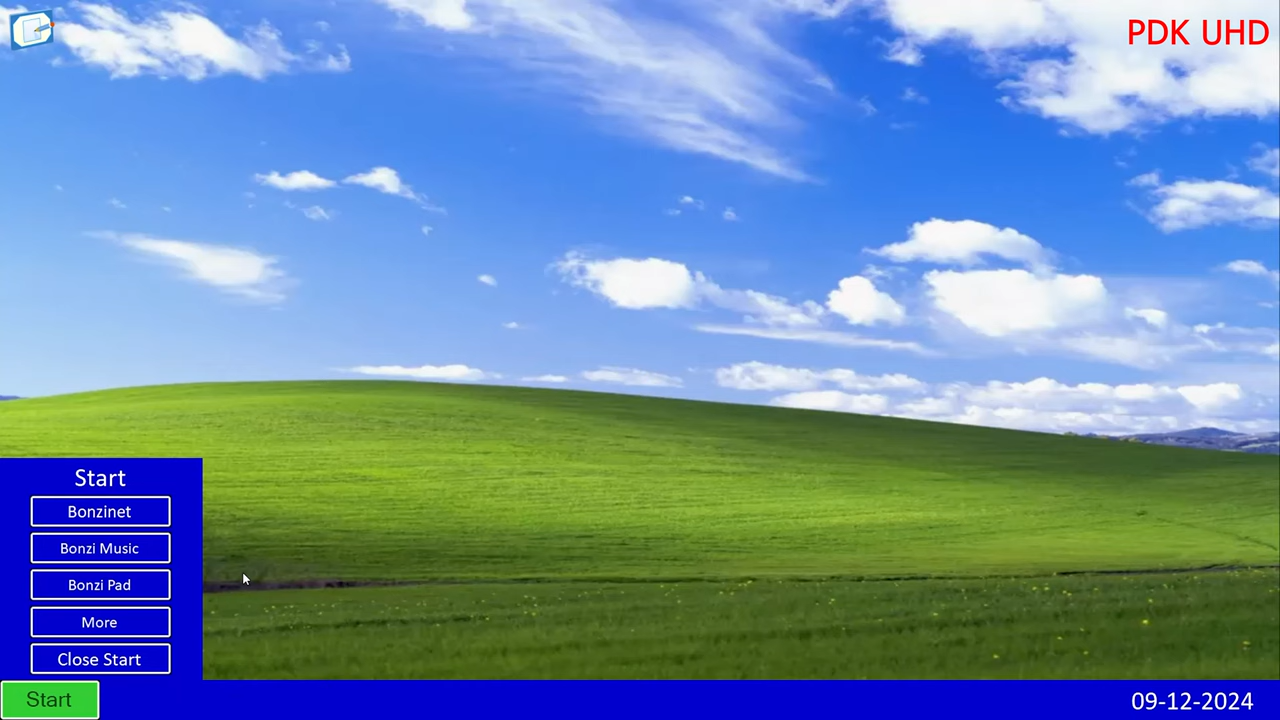 PDK UHD
Start
Bonzinet
Bonzi Music
Bonzi Pad
More
Close Start
Start
09-12-2024